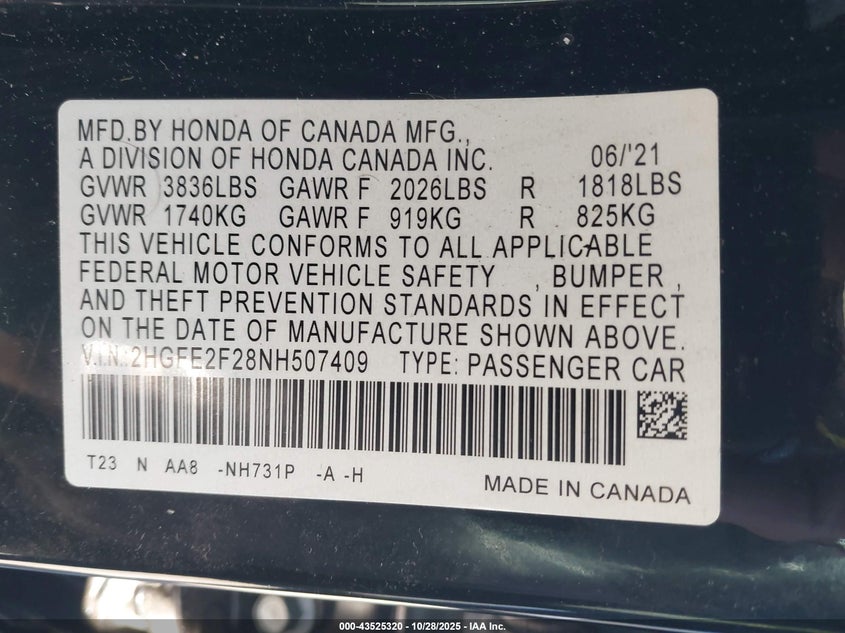 MFD.BY HONDA OF CANADA MFG.,
A DIVISION OF HONDA CANADA INC. 06/'21
GVWR 3836LBS GAWR F 2026LBS R 1818LBS
GVWR 1740KG GAWR F 919KG R 825KG
THIS VEHICLE CONFORMS TO ALL APPLICABLE
FEDERAL MOTOR VEHICLE SAFETY , BUMPER ,
AND THEFT PREVENTION STANDARDS IN EFFECT
ON THE DATE OF MANUFACTURE SHOWN ABOVE.
V.I.N.:2HGFE2F28NH507409 TYPE: PASSENGER CAR
T23 N AA8 -NH731P -A -H
MADE IN CANADA
000-43525320 | 10/28/2025 - IAA Inc.